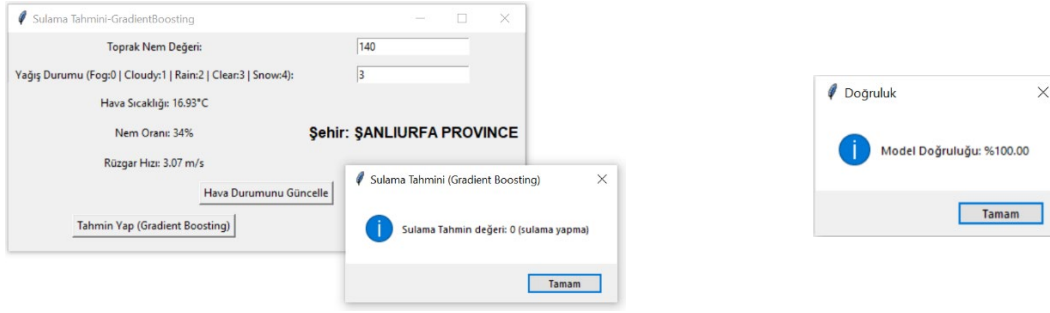 Sulama Tahmini-GradientBoosting
Toprak Nem Değeri: 140
Yağış Durumu (Fog:0 | Cloudy:1 | Rain:2 | Clear:3 | Snow:4): 3
Hava Sıcaklığı: 16.93°C
Nem Oranı: 34%
Şehir: ŞANLIURFA PROVINCE
Rüzgar Hızı: 3.07 m/s
Hava Durumunu Güncelle
Tahmin Yap (Gradient Boosting)
Sulama Tahmini (Gradient Boosting)
Sulama Tahmin değeri: 0 (sulama yapma)
Tamam
Doğruluk
Model Doğruluğu: %100.00
Tamam